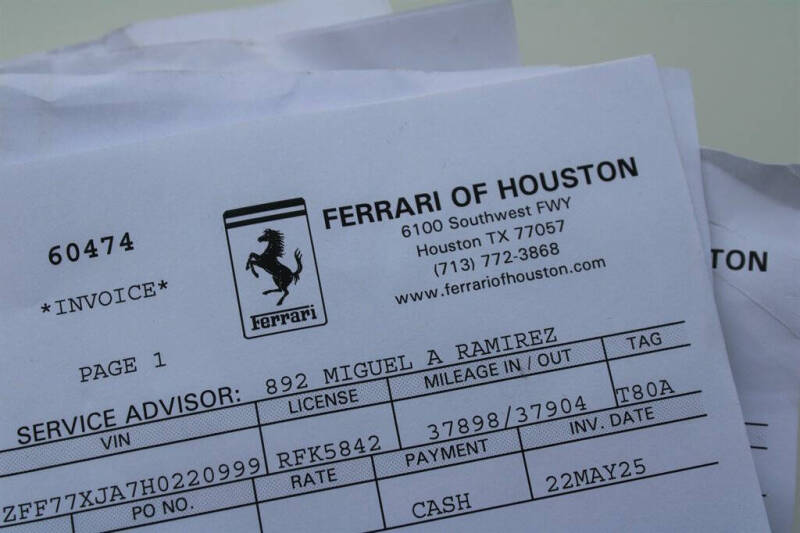 60474
*INVOICE*
PAGE 1
Ferrari
FERRARI OF HOUSTON
6100 Southwest FWY
Houston TX 77057
(713) 772-3868
www.ferrariofhouston.com
TON
SERVICE ADVISOR: 892 MIGUEL A RAMIREZ
VIN LICENSE MILEAGE IN / OUT TAG
ZFF77XJA7H0220999 RFK5842 37898/37904 T80A
PO NO. RATE PAYMENT INV. DATE
CASH 22MAY25